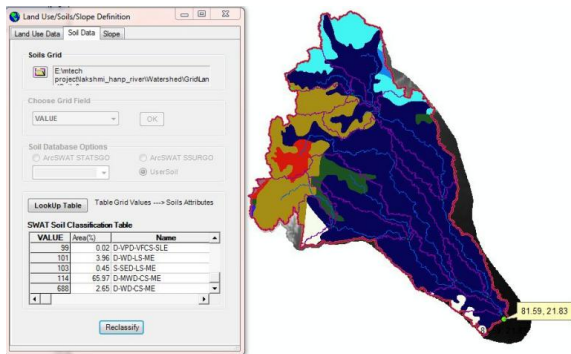 Land Use/Soils/Slope Definition
Land Use Data Soil Data Slope
Soils Grid
E:\mtech
project\lakshmi_hanp_river\Watershed\Grid\Lan
Choose Grid Field
VALUE OK
Soil Database Options
ArcSWAT STATSGO ArcSWAT SSURGO
UserSoil
LookUp Table Table Grid Values ---> Soils Attributes
SWAT Soil Classification Table
VALUE Area(%) Name
99 0.02 D-VPD-VFCS-SLE
101 3.96 D-WD-LS-ME
103 0.45 S-SED-LS-ME
114 65.97 D-MWD-CS-ME
688 2.65 D-WD-CS-ME
Reclassify
81.59, 21.83